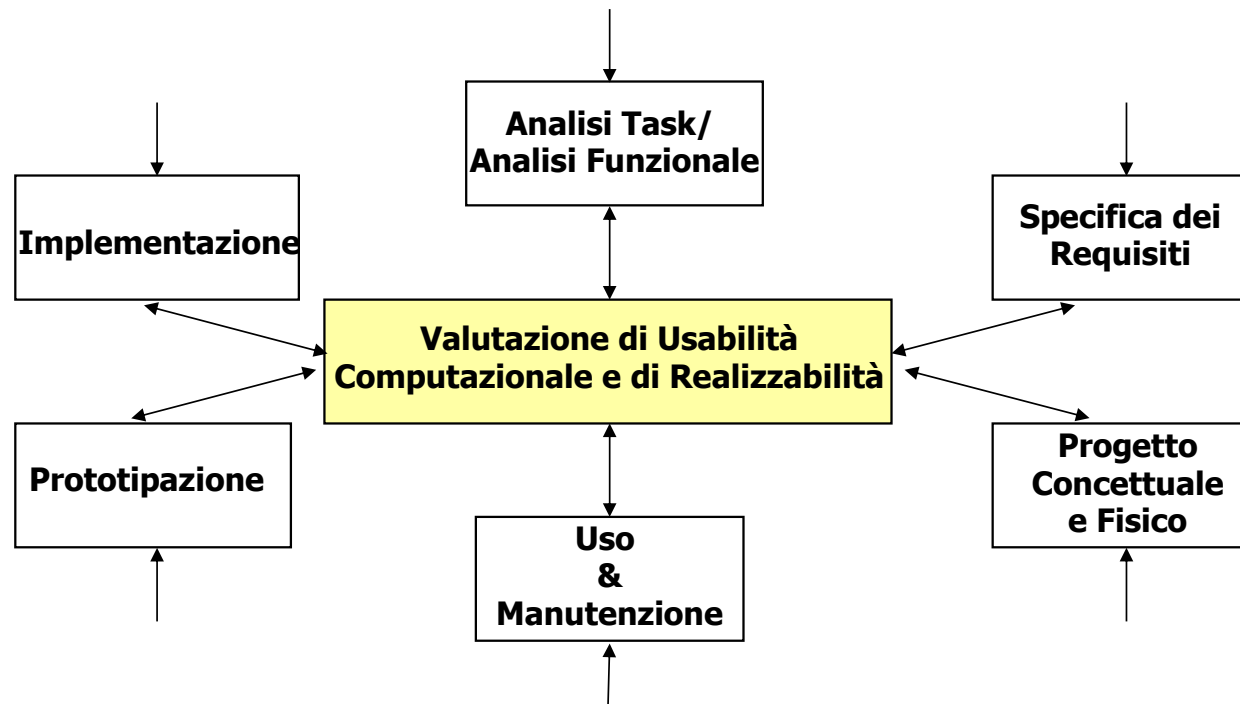 Analisi Task/
Analisi Funzionale
Implementazione
Specifica dei
Requisiti
Valutazione di Usabilità
Computazionale e di Realizzabilità
Prototipazione
Progetto
Concettuale
e Fisico
Uso
&
Manutenzione